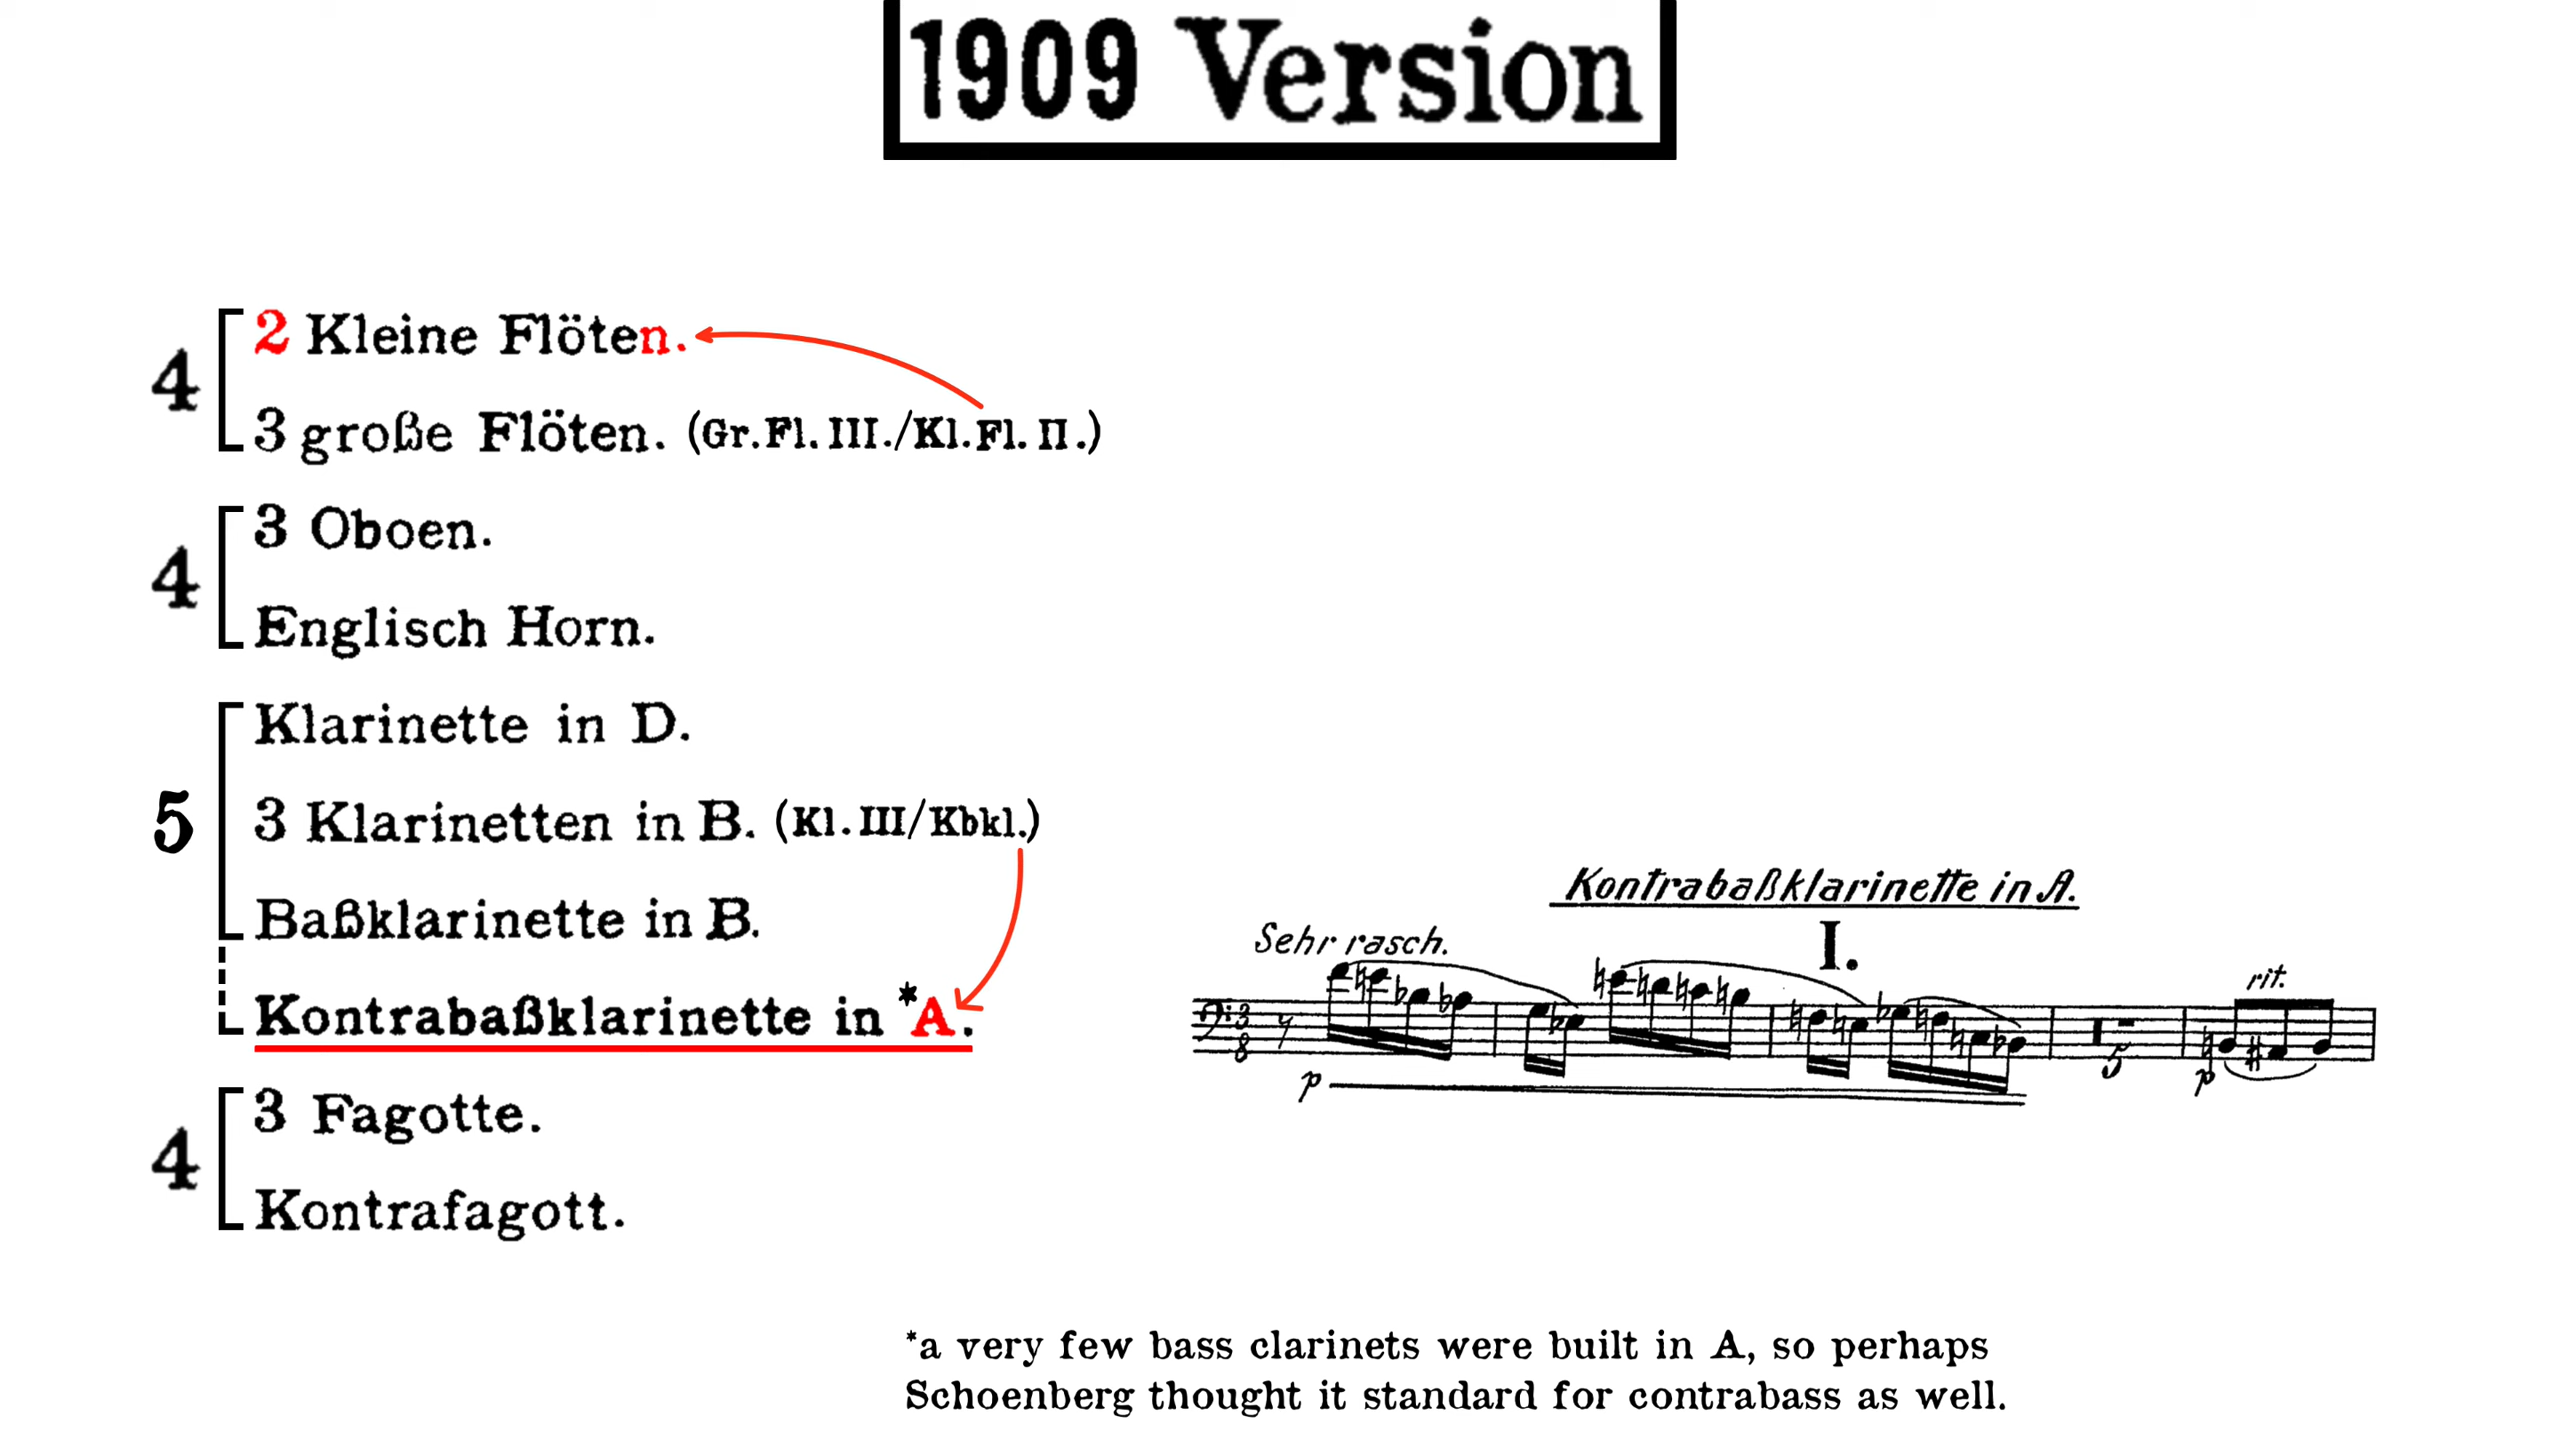 1909 Version
4
2 Kleine Flöten.
3 große Flöten. (Gr.Fl.III./Kl.Fl.II.)
4
3 Oboen.
Englisch Horn.
5
Klarinette in D.
3 Klarinetten in B. (Kl.III/Kbkl.)
Baßklarinette in B.
Kontrabaßklarinette in *A.
4
3 Fagotte.
Kontrafagott.
Kontrabaßklarinette in A.
I.
Sehr rasch.
rit.
3
8
5
p
p
*a very few bass clarinets were built in A, so perhaps
Schoenberg thought it standard for contrabass as well.